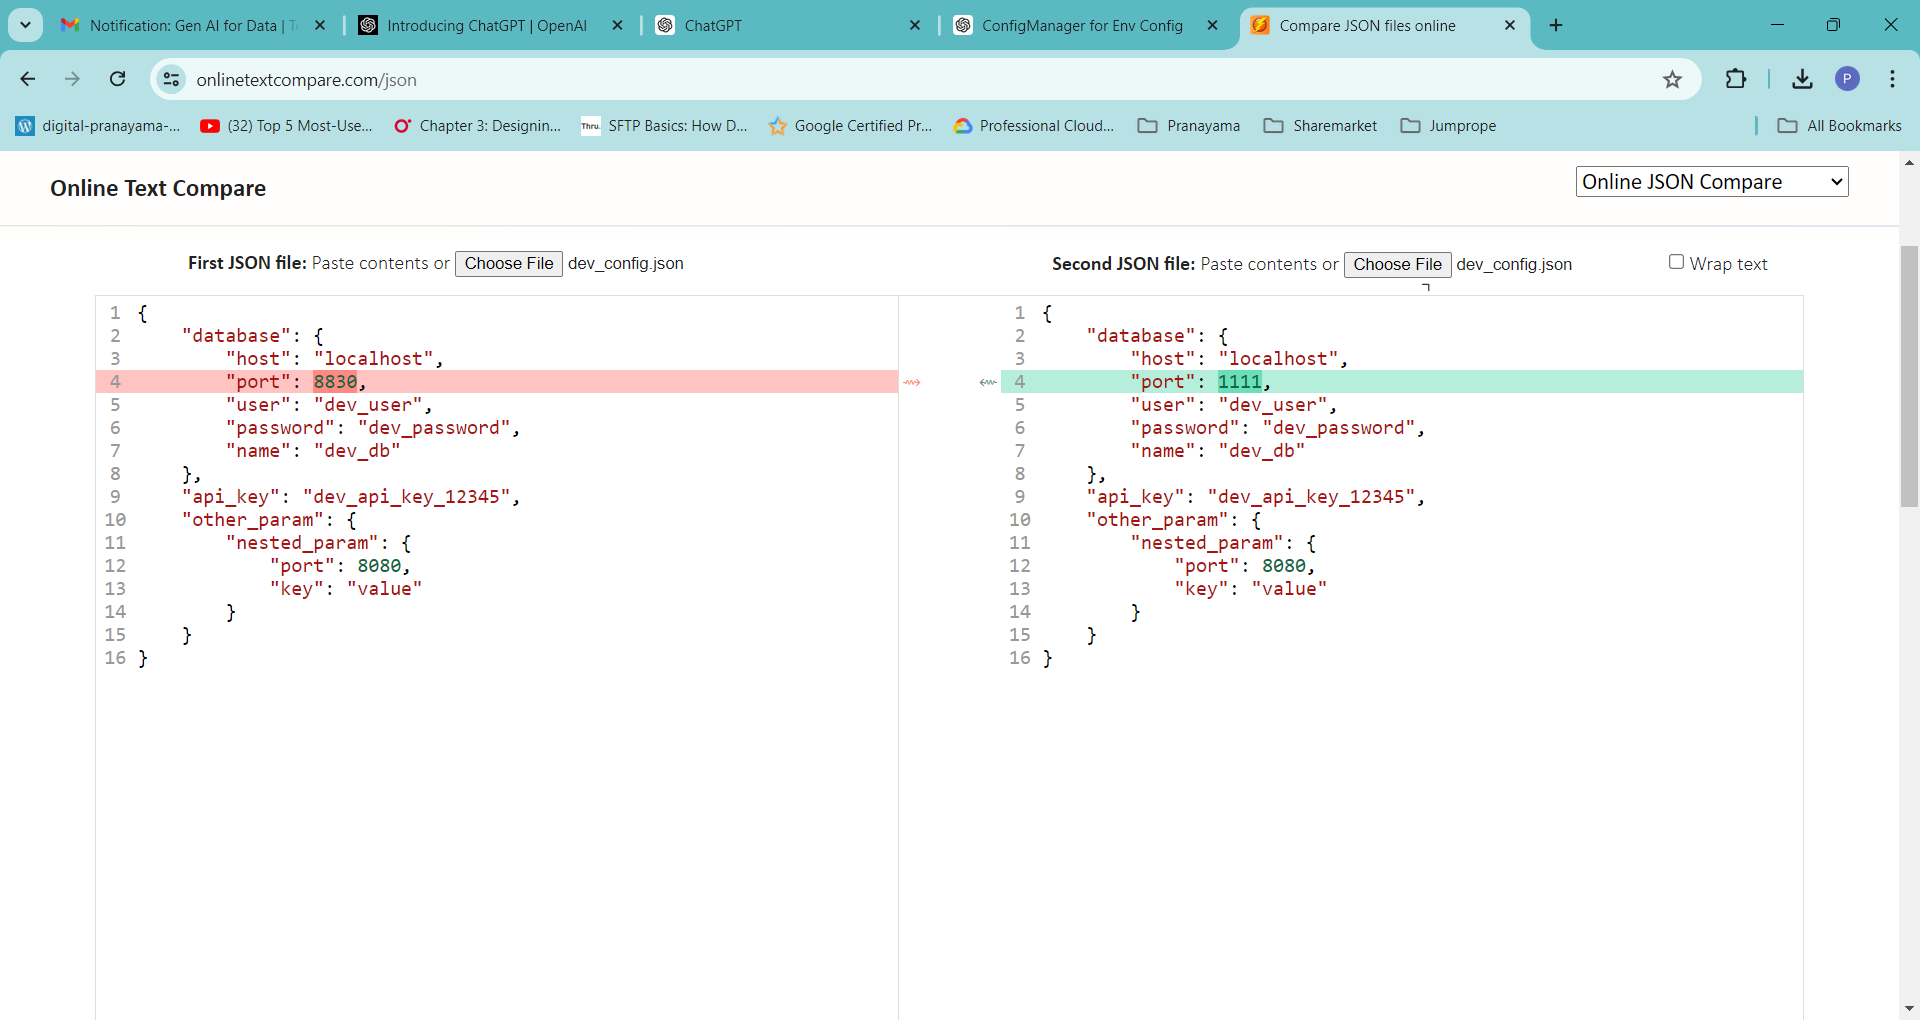 Notification: Gen AI for Data | T
Introducing ChatGPT | OpenAI
ChatGPT
ConfigManager for Env Config
Compare JSON files online
onlinetextcompare.com/json
P
digital-pranayama-...
(32) Top 5 Most-Use...
Chapter 3: Designin...
Thru. SFTP Basics: How D...
Google Certified Pr...
Professional Cloud...
Pranayama
Sharemarket
Jumprope
All Bookmarks
Online Text Compare
Online JSON Compare
First JSON file: Paste contents or Choose File dev_config.json
Second JSON file: Paste contents or Choose File dev_config.json
Wrap text
1 {
2 "database": {
3 "host": "localhost",
4 "port": 8830,
5 "user": "dev_user",
6 "password": "dev_password",
7 "name": "dev_db"
8 },
9 "api_key": "dev_api_key_12345",
10 "other_param": {
11 "nested_param": {
12 "port": 8080,
13 "key": "value"
14 }
15 }
16 }
1 {
2 "database": {
3 "host": "localhost",
4 "port": 1111,
5 "user": "dev_user",
6 "password": "dev_password",
7 "name": "dev_db"
8 },
9 "api_key": "dev_api_key_12345",
10 "other_param": {
11 "nested_param": {
12 "port": 8080,
13 "key": "value"
14 }
15 }
16 }